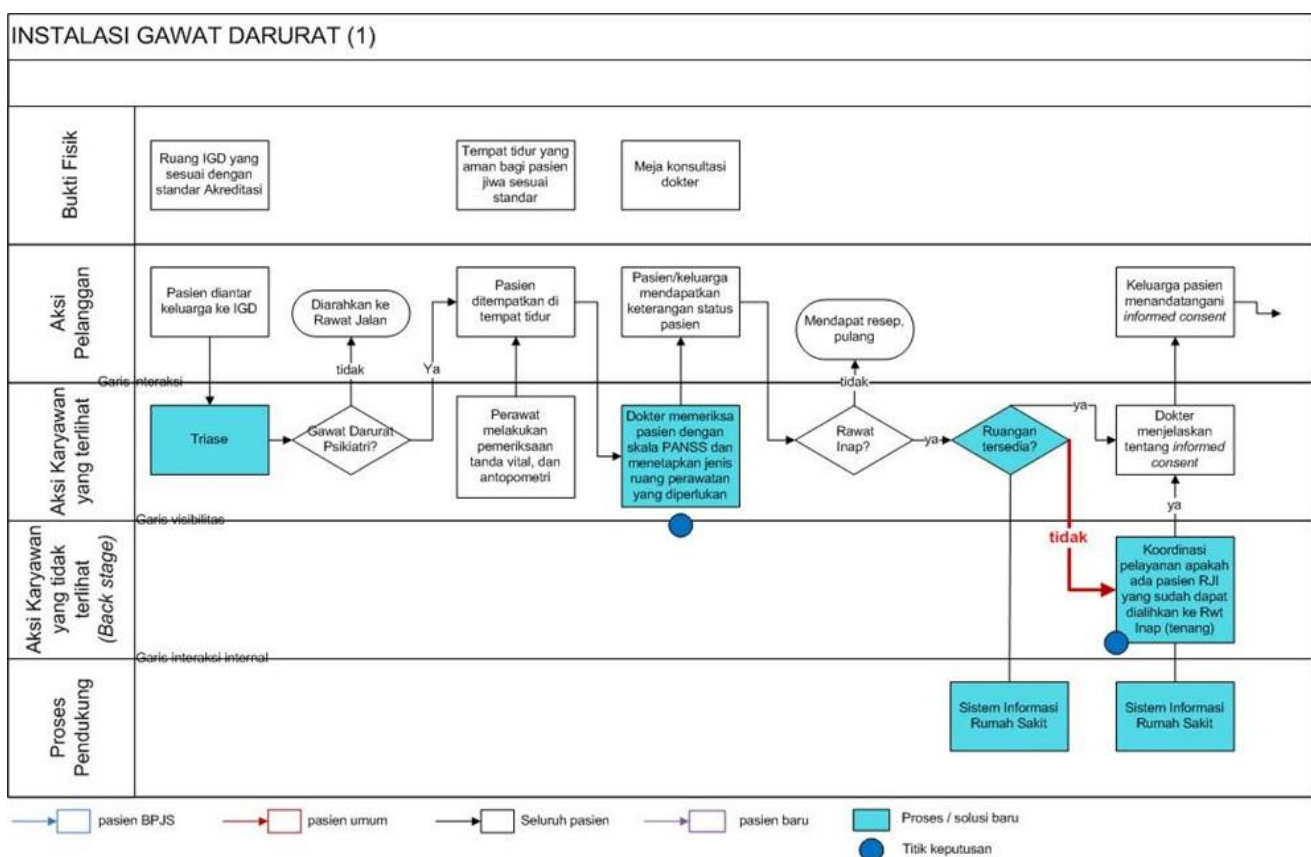 INSTALASI GAWAT DARURAT (1)
Bukti Fisik
Ruang IGD yang
sesuai dengan
standar Akreditasi
Tempat tidur yang
aman bagi pasien
jiwa sesuai
standar
Meja konsultasi
dokter
Aksi
Pelanggan
Pasien diantar
keluarga ke IGD
Diarahkan ke
Rawat Jalan
Pasien
ditempatkan di
tempat tidur
Pasien/keluarga
mendapatkan
keterangan status
pasien
Mendapat resep,
pulang
Keluarga pasien
menandatangani
informed consent
tidak
Ya
tidak
Garis interaksi
Aksi Karyawan
yang terlihat
Triase
Gawat Darurat
Psikiatri?
Perawat
melakukan
pemeriksaan
tanda vital, dan
antopometri
Dokter memeriksa
pasien dengan
skala PANSS dan
menetapkan jenis
ruang perawatan
yang diperlukan
Rawat
Inap?
ya
Ruangan
tersedia?
ya
Dokter
menjelaskan
tentang informed
consent
Garis visibilitas
ya
tidak
Aksi Karyawan
yang tidak
terlihat
(Back stage)
Koordinasi
pelayanan apakah
ada pasien RJI
yang sudah dapat
dialihkan ke Rwt
Inap (tenang)
Garis interaksi internal
Proses
Pendukung
Sistem Informasi
Rumah Sakit
Sistem Informasi
Rumah Sakit
pasien BPJS
pasien umum
Seluruh pasien
pasien baru
Proses / solusi baru
Titik keputusan